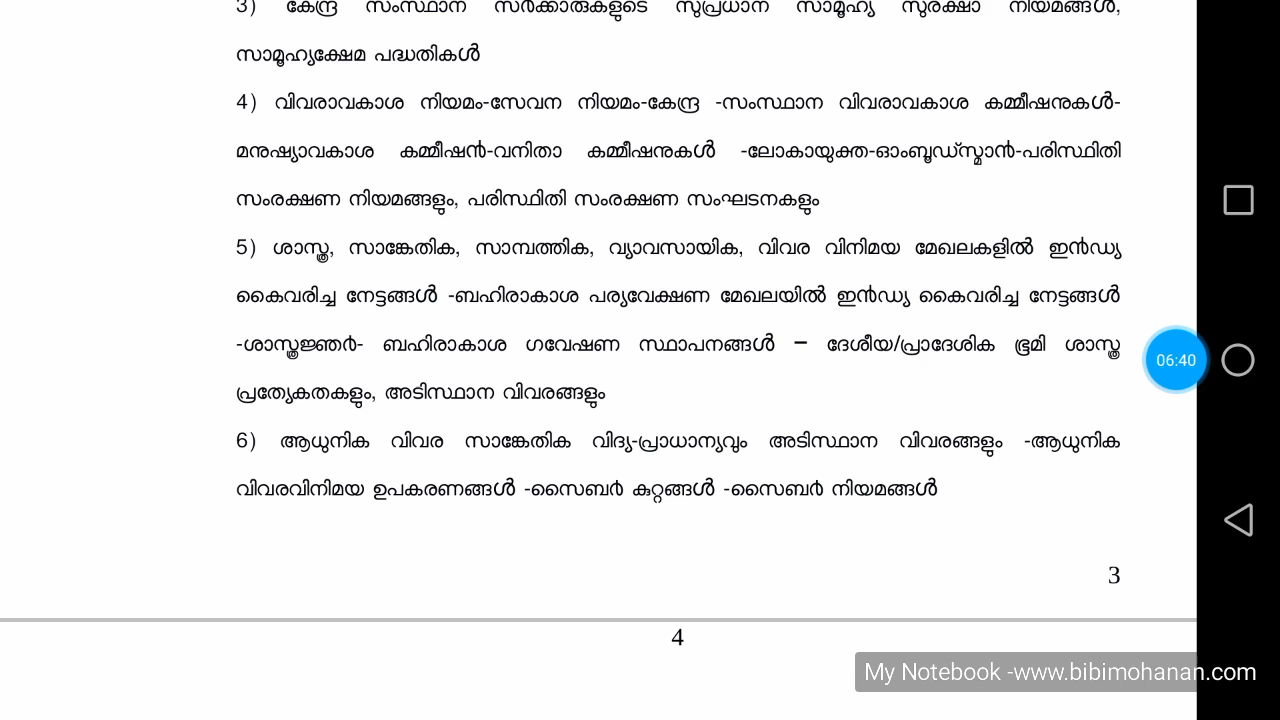 3) കേന്ദ്ര സംസ്ഥാന സർക്കാരുകളുടെ സുപ്രധാന സാമൂഹ്യ സുരക്ഷാ നിയമങ്ങൾ,
സാമൂഹ്യക്ഷേമ പദ്ധതികൾ
4) വിവരാവകാശ നിയമം-സേവന നിയമം-കേന്ദ്ര -സംസ്ഥാന വിവരാവകാശ കമ്മീഷനുകൾ-
മനുഷ്യാവകാശ കമ്മീഷൻ-വനിതാ കമ്മീഷനുകൾ -ലോകായുക്ത-ഓംബൂഡ്സ്മാൻ-പരിസ്ഥിതി
സംരക്ഷണ നിയമങ്ങളും, പരിസ്ഥിതി സംരക്ഷണ സംഘടനകളും
5) ശാസ്ത്ര, സാങ്കേതിക, സാമ്പത്തിക, വ്യാവസായിക, വിവര വിനിമയ മേഖലകളിൽ ഇൻഡ്യ
കൈവരിച്ച നേട്ടങ്ങൾ -ബഹിരാകാശ പര്യവേക്ഷണ മേഖലയിൽ ഇൻഡ്യ കൈവരിച്ച നേട്ടങ്ങൾ
-ശാസ്ത്രജ്ഞർ- ബഹിരാകാശ ഗവേഷണ സ്ഥാപനങ്ങൾ – ദേശീയ/പ്രാദേശിക ഭൂമി ശാസ്ത്ര
06:40
പ്രത്യേകതകളും, അടിസ്ഥാന വിവരങ്ങളും
6) ആധുനിക വിവര സാങ്കേതിക വിദ്യ-പ്രാധാന്യവും അടിസ്ഥാന വിവരങ്ങളും -ആധുനിക
വിവരവിനിമയ ഉപകരണങ്ങൾ -സൈബർ കുറ്റങ്ങൾ -സൈബർ നിയമങ്ങൾ
3
4
My Notebook -www.bibimohanan.com